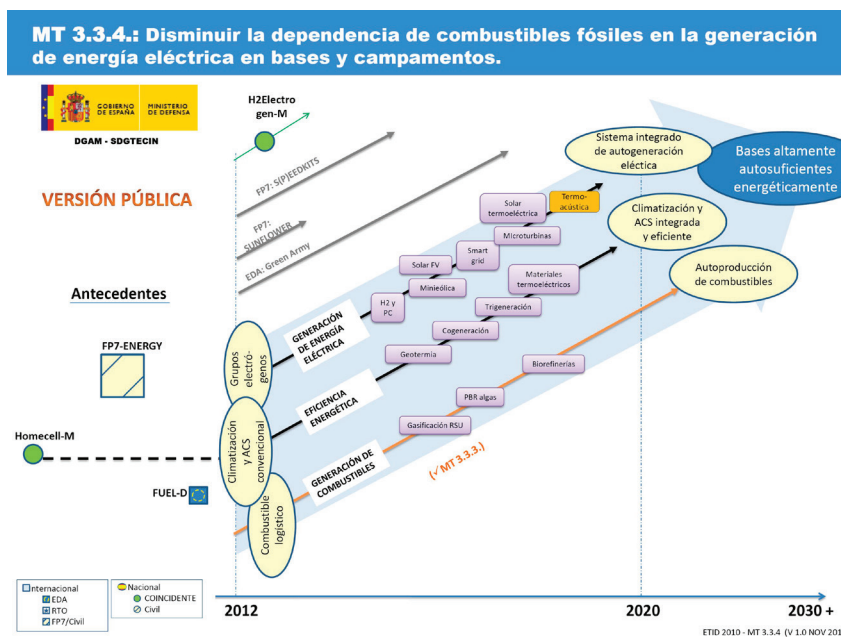 MT 3.3.4.: Disminuir la dependencia de combustibles fósiles en la generación
de energía eléctrica en bases y campamentos.
GOBIERNO
DE ESPAÑA
MINISTERIO
DE DEFENSA
DGAM - SDGTECIN
VERSIÓN PÚBLICA
H2Electro
gen-M
FP7: S(P)EEDKITS
FP7:
SUNFLOWER
EDA: Green Army
Antecedentes
FP7-ENERGY
Homecell-M
FUEL-D
Grupos
electró-
genos
Climatización
y ACS
convencional
Combustible
logístico
GENERACIÓN
DE ENERGÍA
ELÉCTRICA
H2 y
PC
Solar FV
Minieólica
Smart
grid
Solar
termoeléctrica
Microturbinas
Termo-
acústica
EFICIENCIA
ENERGÉTICA
Geotermia
Cogeneración
Trigeneración
Materiales
termoeléctricos
GENERACIÓN DE
COMBUSTIBLES
Gasificación RSU
PBR algas
Biorefinerías
(✓MT 3.3.3.)
Sistema integrado
de autogeneración
eléctica
Climatización y
ACS integrada
y eficiente
Autoproducción
de combustibles
Bases altamente
autosuficientes
energéticamente
Internacional
EDA
RTO
FP7/Civil
Nacional
COINCIDENTE
Civil
2012
2020
2030 +
ETID 2010 - MT 3.3.4 (V 1.0 NOV 201